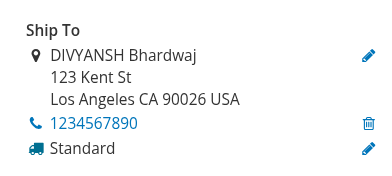 Ship To
DIVYANSH Bhardwaj
123 Kent St
Los Angeles CA 90026 USA
1234567890
Standard